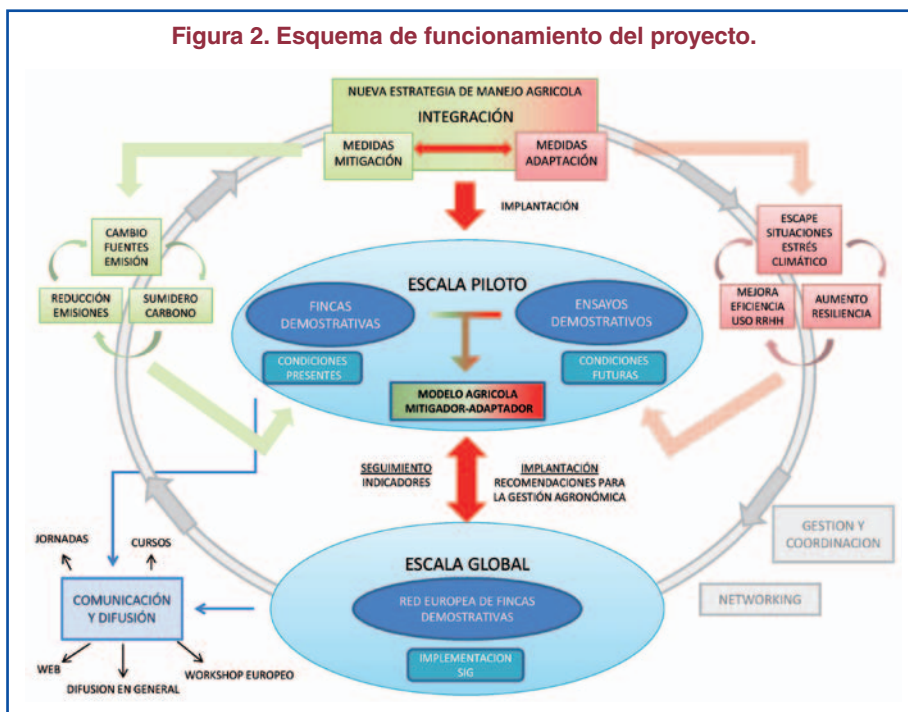 Figura 2. Esquema de funcionamiento del proyecto.
NUEVA ESTRATEGIA DE MANEJO AGRICOLA
INTEGRACIÓN
MEDIDAS
MITIGACIÓN
MEDIDAS
ADAPTACIÓN
IMPLANTACIÓN
CAMBIO
FUENTES
EMISIÓN
REDUCCIÓN
EMISIONES
SUMIDERO
CARBONO
ESCAPE
SITUACIONES
ESTRÉS
CLIMÁTICO
MEJORA
EFICIENCIA
USO RRHH
AUMENTO
RESILIENCIA
ESCALA PILOTO
FINCAS
DEMOSTRATIVAS
ENSAYOS
DEMOSTRATIVOS
CONDICIONES
PRESENTES
CONDICIONES
FUTURAS
MODELO AGRICOLA
MITIGADOR-ADAPTADOR
SEGUIMIENTO
INDICADORES
IMPLANTACIÓN
RECOMENDACIONES PARA
LA GESTIÓN AGRONÓMICA
GESTION Y
COORDINACION
NETWORKING
ESCALA GLOBAL
RED EUROPEA DE FINCAS
DEMOSTRATIVAS
IMPLEMENTACION
SIG
JORNADAS
CURSOS
COMUNICACIÓN
Y DIFUSIÓN
WEB
DIFUSION EN GENERAL
WORKSHOP EUROPEO